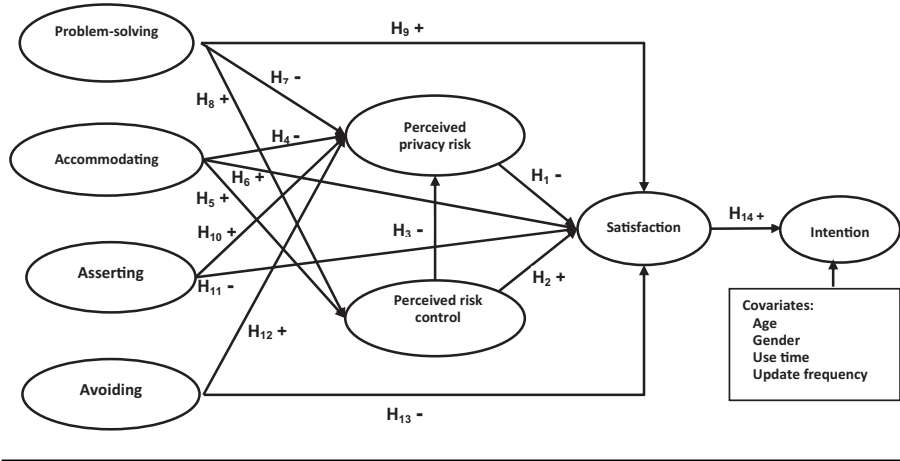 Problem-solving
H₉ +
H₇ -
H₈ +
Perceived
privacy risk
Accommodating
H₄ -
H₆ +
H₅ +
H₁ -
Satisfaction
H₁₄ +
Intention
H₁₀ +
H₃ -
Asserting
H₁₁ -
H₂ +
Perceived risk
control
H₁₂ +
Covariates:
Age
Gender
Use time
Update frequency
Avoiding
H₁₃ -